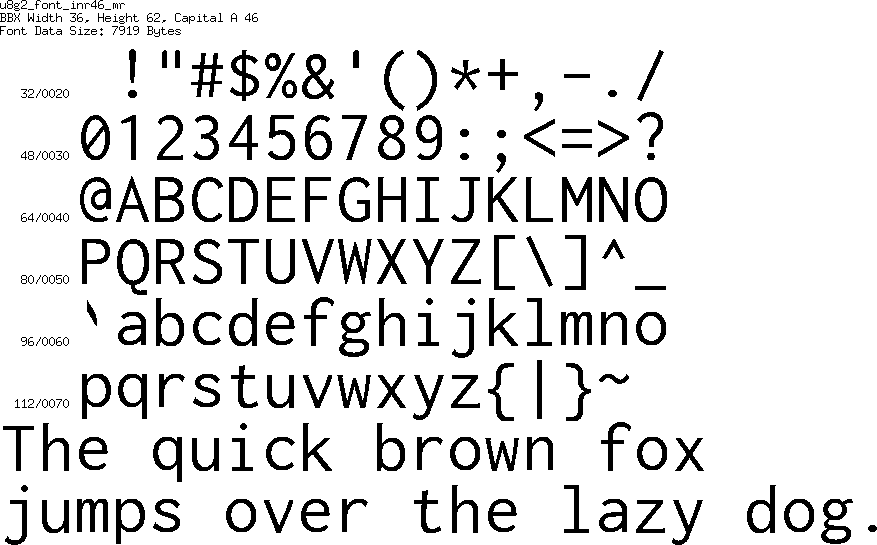 u8g2_font_inr46_mr
BBX Width 36, Height 62, Capital A 46
Font Data Size: 7919 Bytes
32/0020 !"#$%&'()*+,-./
48/0030 0123456789:;<=>?
64/0040 @ABCDEFGHIJKLMNO
80/0050 PQRSTUVWXYZ[\]^_
96/0060 `abcdefghijklmno
112/0070 pqrstuvwxyz{|}~
The quick brown fox
jumps over the lazy dog.